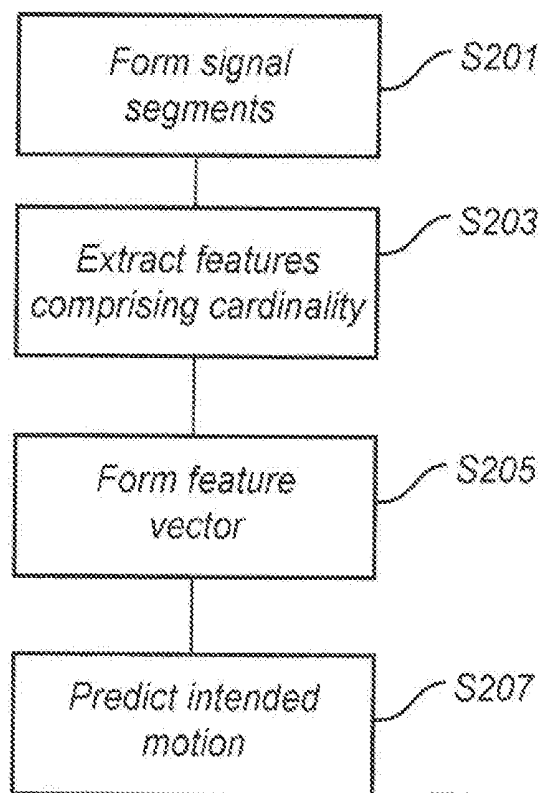 Form signal
segments
S201
Extract features
comprising cardinality
S203
Form feature
vector
S205
Predict intended
motion
S207